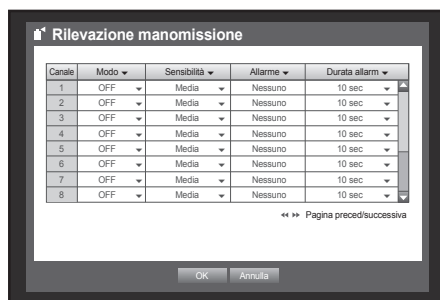 Rilevazione manomissione
Canale Modo Sensibilità Allarme Durata allarm
1 OFF Media Nessuno 10 sec
2 OFF Media Nessuno 10 sec
3 OFF Media Nessuno 10 sec
4 OFF Media Nessuno 10 sec
5 OFF Media Nessuno 10 sec
6 OFF Media Nessuno 10 sec
7 OFF Media Nessuno 10 sec
8 OFF Media Nessuno 10 sec
Pagina preced/successiva
OK Annulla